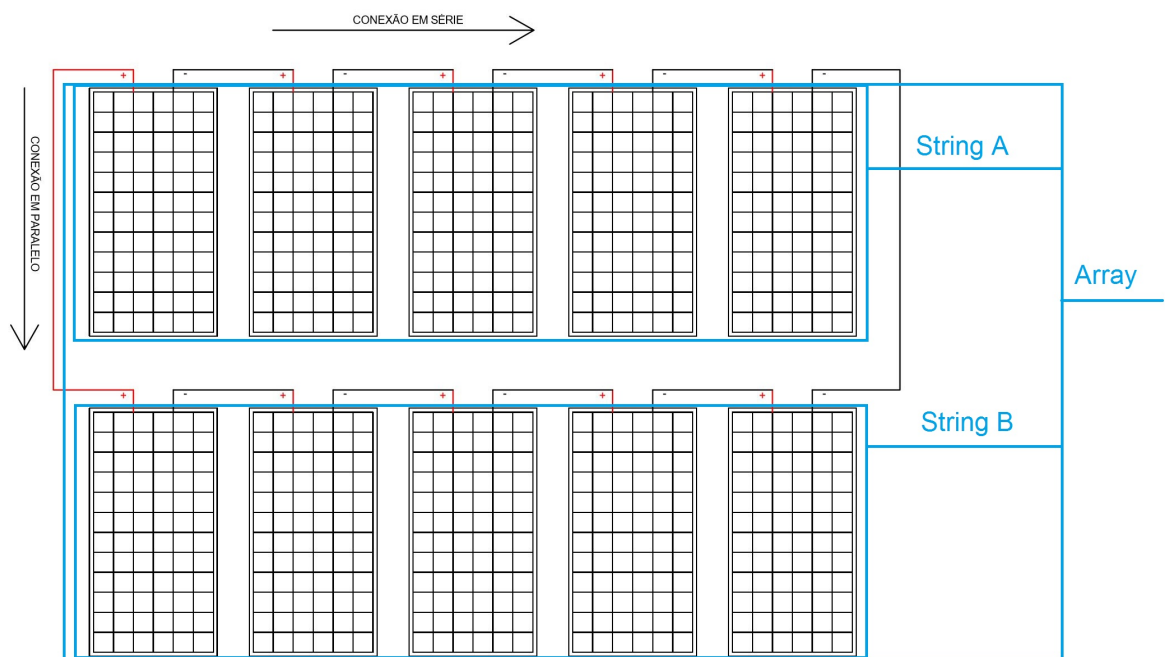 CONEXÃO EM SÉRIE
+ - + - + - + - + -
CONEXÃO EM PARALELO
String A
Array
+ - + - + - + - + -
String B